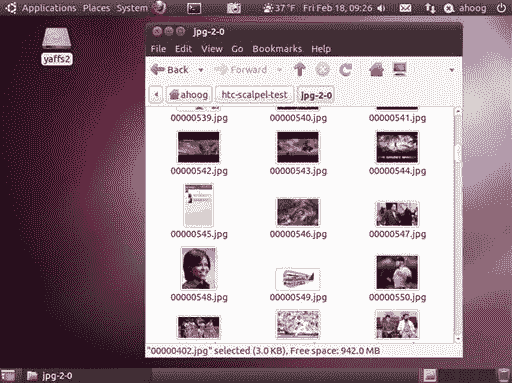 Applications Places System 37 °F Fri Feb 18, 09:26 ahoog
yaffs2
jpg-2-0
File Edit View Go Bookmarks Help
Back Forward
ahoog htc-scalpel-test jpg-2-0
00000539.jpg 00000540.jpg 00000541.jpg
00000542.jpg 00000543.jpg 00000544.jpg
00000545.jpg 00000546.jpg 00000547.jpg
00000548.jpg 00000549.jpg 00000550.jpg
"00000402.jpg" selected (3.0 KB), Free space: 942.0 MB
jpg-2-0